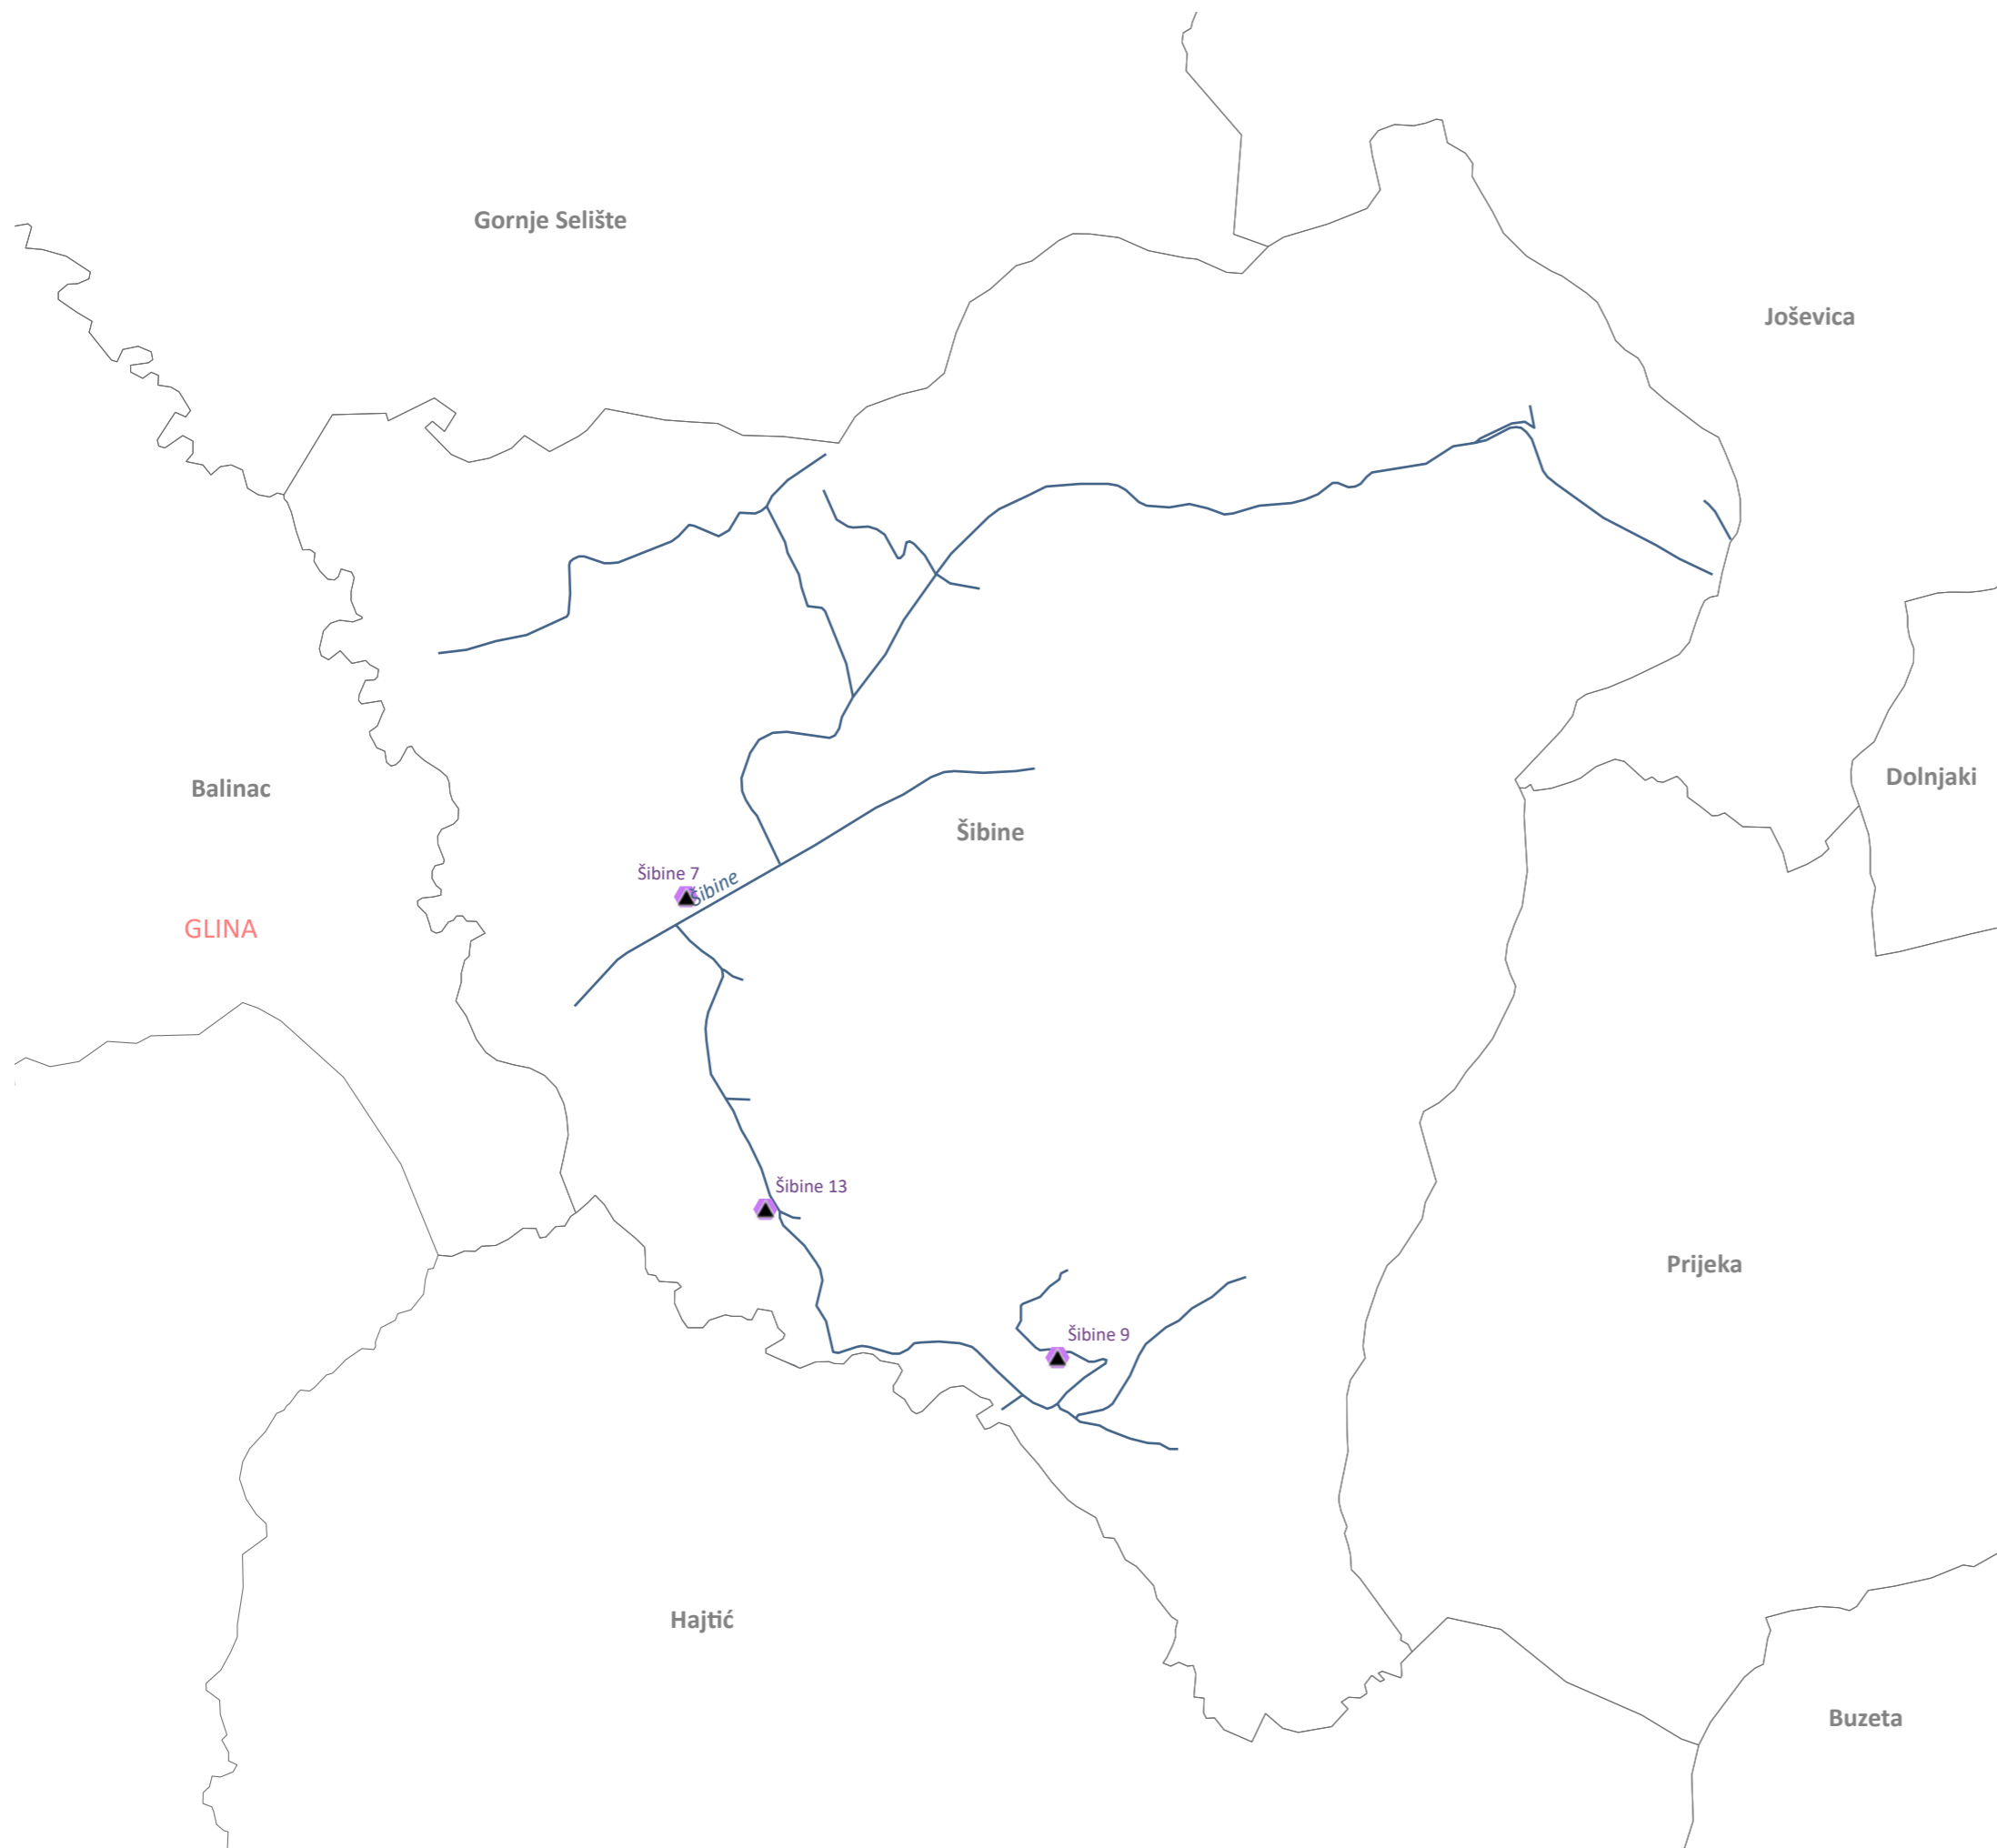 Gornje Selište
Joševica
Balinac
Dolnjaki
Šibine
Šibine 7
Šibine
GLINA
Šibine 13
Prijeka
Šibine 9
Hajtić
Buzeta